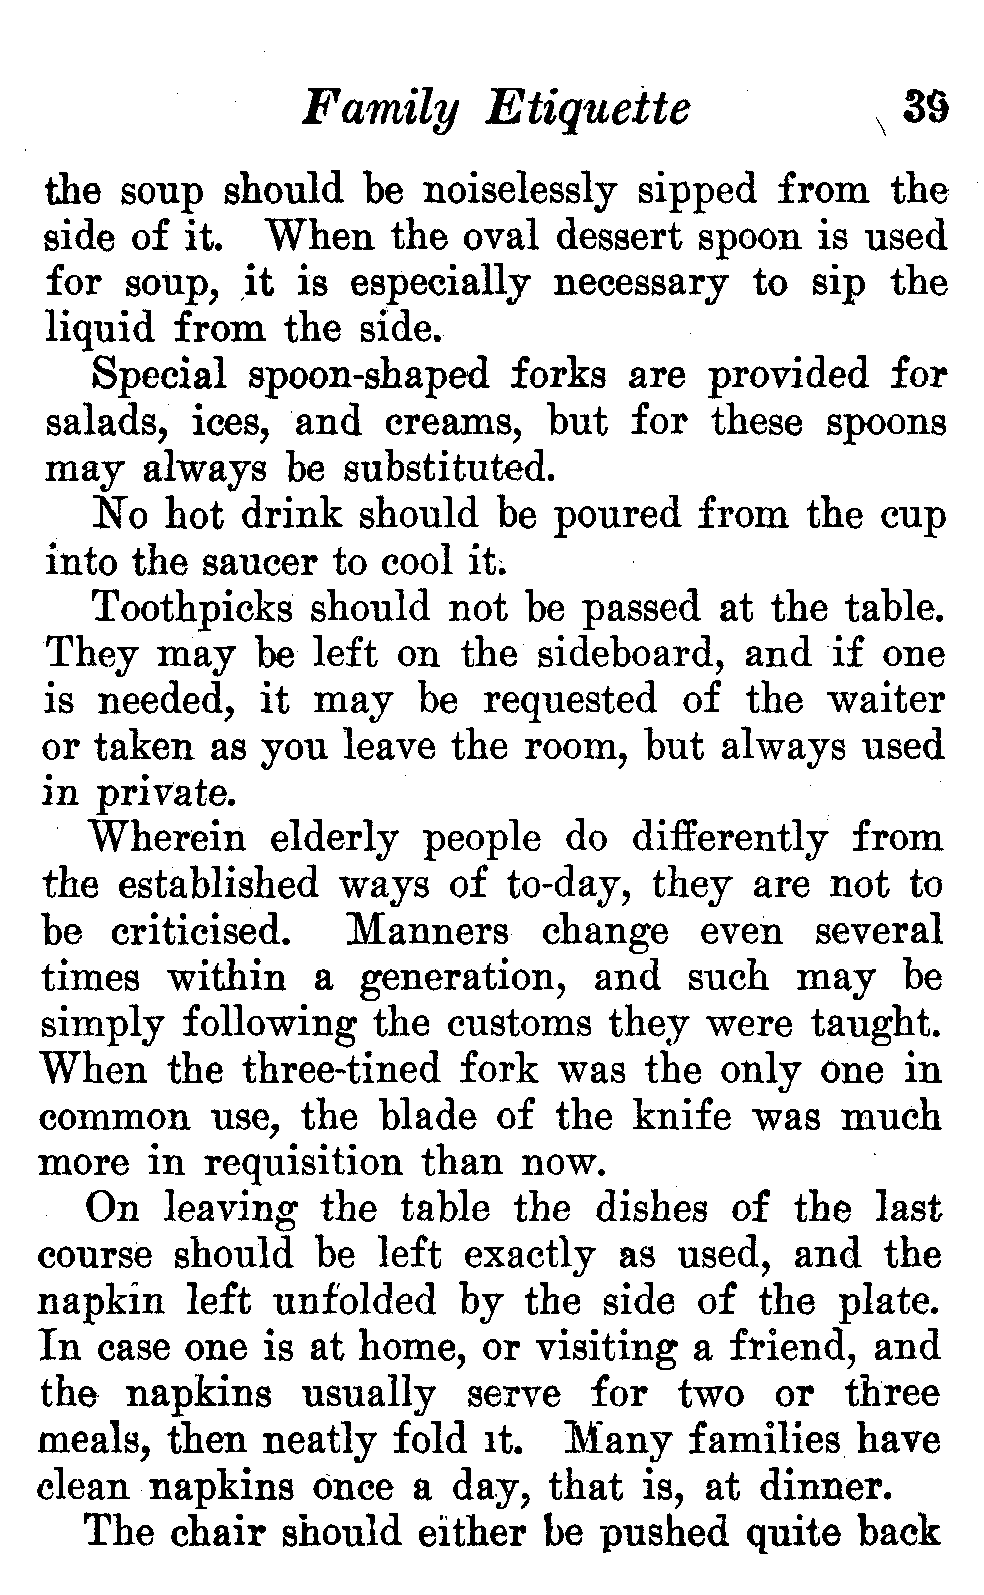 Family Etiquette 39
the soup should be noiselessly sipped from the
side of it. When the oval dessert spoon is used
for soup, it is especially necessary to sip the
liquid from the side.
Special spoon-shaped forks are provided for
salads, ices, and creams, but for these spoons
may always be substituted.
No hot drink should be poured from the cup
into the saucer to cool it.
Toothpicks should not be passed at the table.
They may be left on the sideboard, and if one
is needed, it may be requested of the waiter
or taken as you leave the room, but always used
in private.
Wherein elderly people do differently from
the established ways of to-day, they are not to
be criticised. Manners change even several
times within a generation, and such may be
simply following the customs they were taught.
When the three-tined fork was the only one in
common use, the blade of the knife was much
more in requisition than now.
On leaving the table the dishes of the last
course should be left exactly as used, and the
napkin left unfolded by the side of the plate.
In case one is at home, or visiting a friend, and
the napkins usually serve for two or three
meals, then neatly fold it. Many families have
clean napkins once a day, that is, at dinner.
The chair should either be pushed quite back